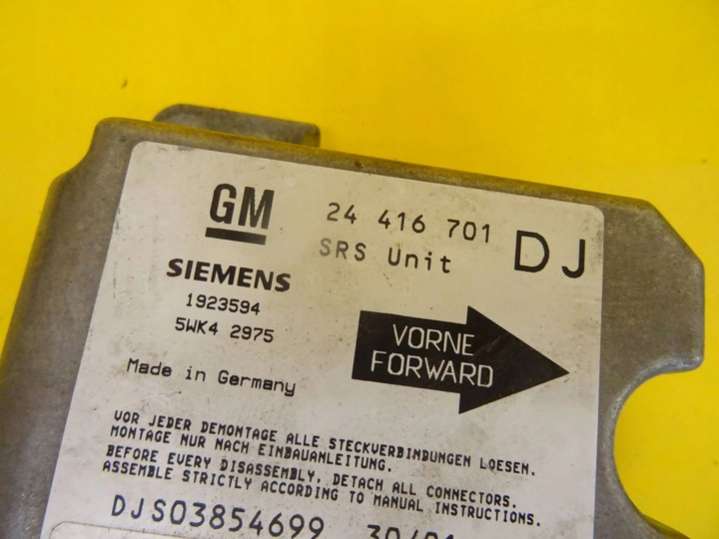 GM
24 416 701
DJ
SRS Unit
SIEMENS
1923594
5WK4 2975
VORNE
FORWARD
Made in Germany
VOR JEDER DEMONTAGE ALLE STECKVERBINDUNGEN LOESEN.
MONTAGE NUR NACH EINBAUANLEITUNG.
BEFORE EVERY DISASSEMBLY, DETACH ALL CONNECTORS.
ASSEMBLE STRICTLY ACCORDING TO MANUAL INSTRUCTIONS.
DJS03854699